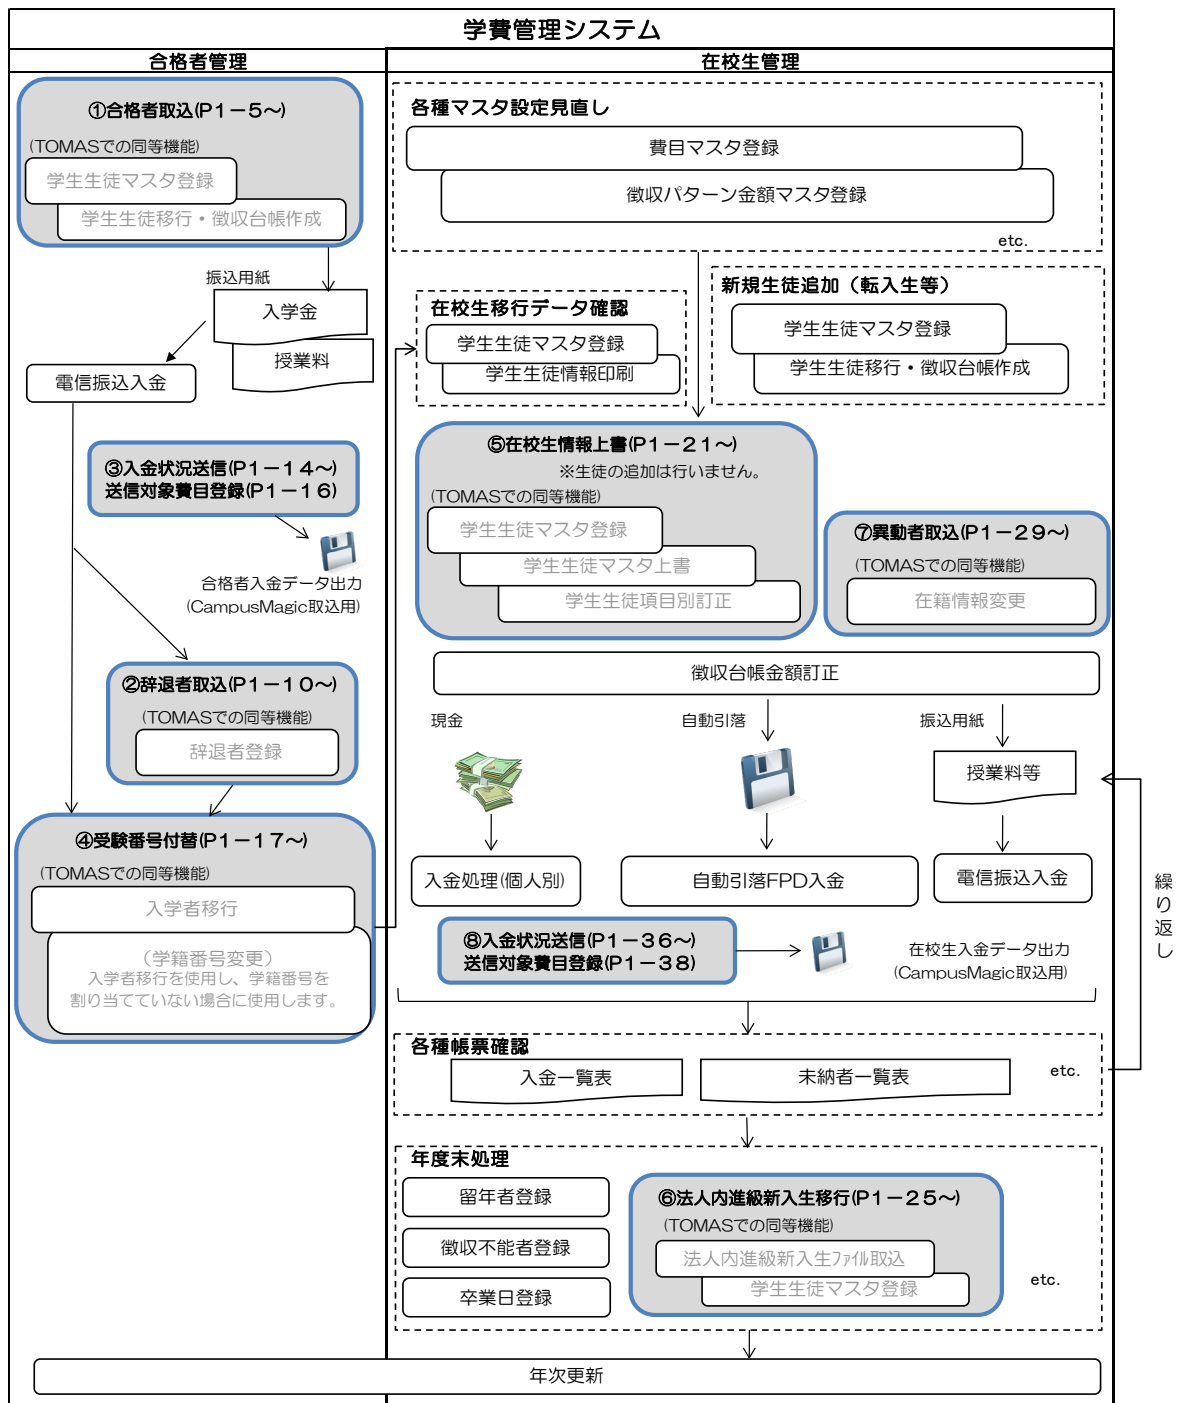 学費管理システム
合格者管理
①合格者取込(P1－5～)
(TOMASでの同等機能)
学生生徒マスタ登録
学生生徒移行・徴収台帳作成
振込用紙
入学金
授業料
電信振込入金
③入金状況送信(P1－14～)
送信対象費目登録(P1－16)
合格者入金データ出力
(CampusMagic取込用)
②辞退者取込(P1－10～)
(TOMASでの同等機能)
辞退者登録
④受験番号付替(P1－17～)
(TOMASでの同等機能)
入学者移行
（学籍番号変更）
入学者移行を使用し、学籍番号を
割り当てていない場合に使用します。
在校生管理
各種マスタ設定見直し
費目マスタ登録
徴収パターン金額マスタ登録
etc.
在校生移行データ確認
学生生徒マスタ登録
学生生徒情報印刷
新規生徒追加（転入生等）
学生生徒マスタ登録
学生生徒移行・徴収台帳作成
⑤在校生情報上書(P1－21～)
※生徒の追加は行いません。
(TOMASでの同等機能)
学生生徒マスタ登録
学生生徒マスタ上書
学生生徒項目別訂正
⑦異動者取込(P1－29～)
(TOMASでの同等機能)
在籍情報変更
徴収台帳金額訂正
現金
自動引落
振込用紙
授業料等
入金処理(個人別)
自動引落FPD入金
電信振込入金
⑧入金状況送信(P1－36～)
送信対象費目登録(P1－38)
在校生入金データ出力
(CampusMagic取込用)
繰り返し
各種帳票確認
入金一覧表
未納者一覧表
etc.
年度末処理
留年者登録
徴収不能者登録
卒業日登録
⑥法人内進級新入生移行(P1－25～)
(TOMASでの同等機能)
法人内進級新入生ﾌｧｲﾙ取込
学生生徒マスタ登録
etc.
年次更新